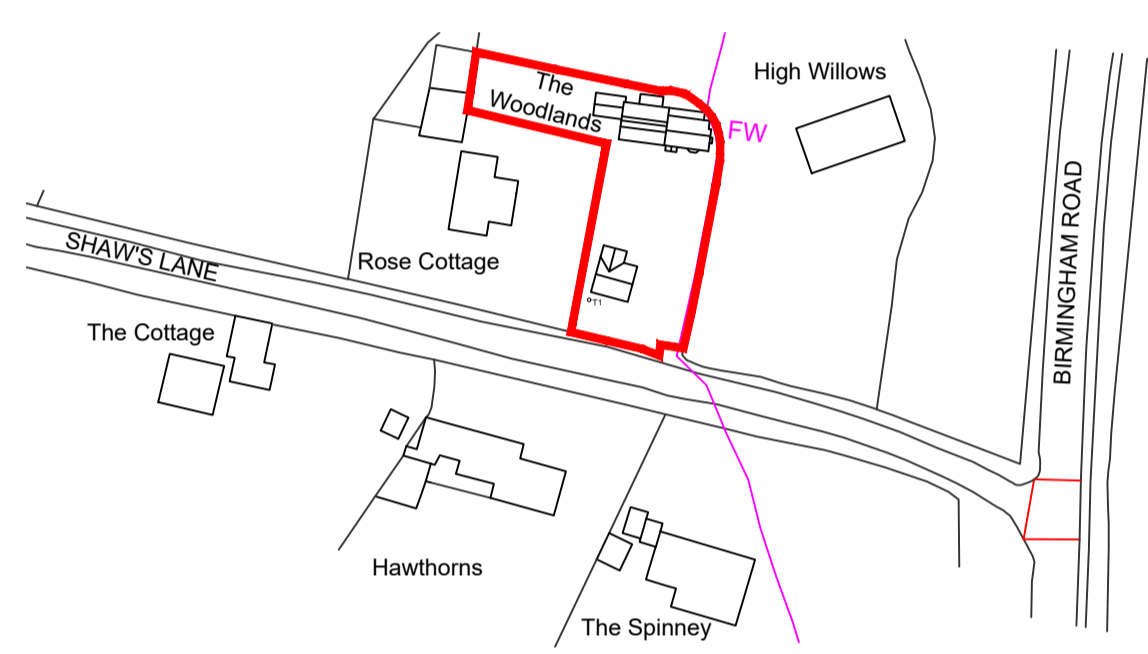 High Willows
The
Woodlands
FW
BIRMINGHAM ROAD
SHAW'S LANE
Rose Cottage
T1
The Cottage
Hawthorns
The Spinney